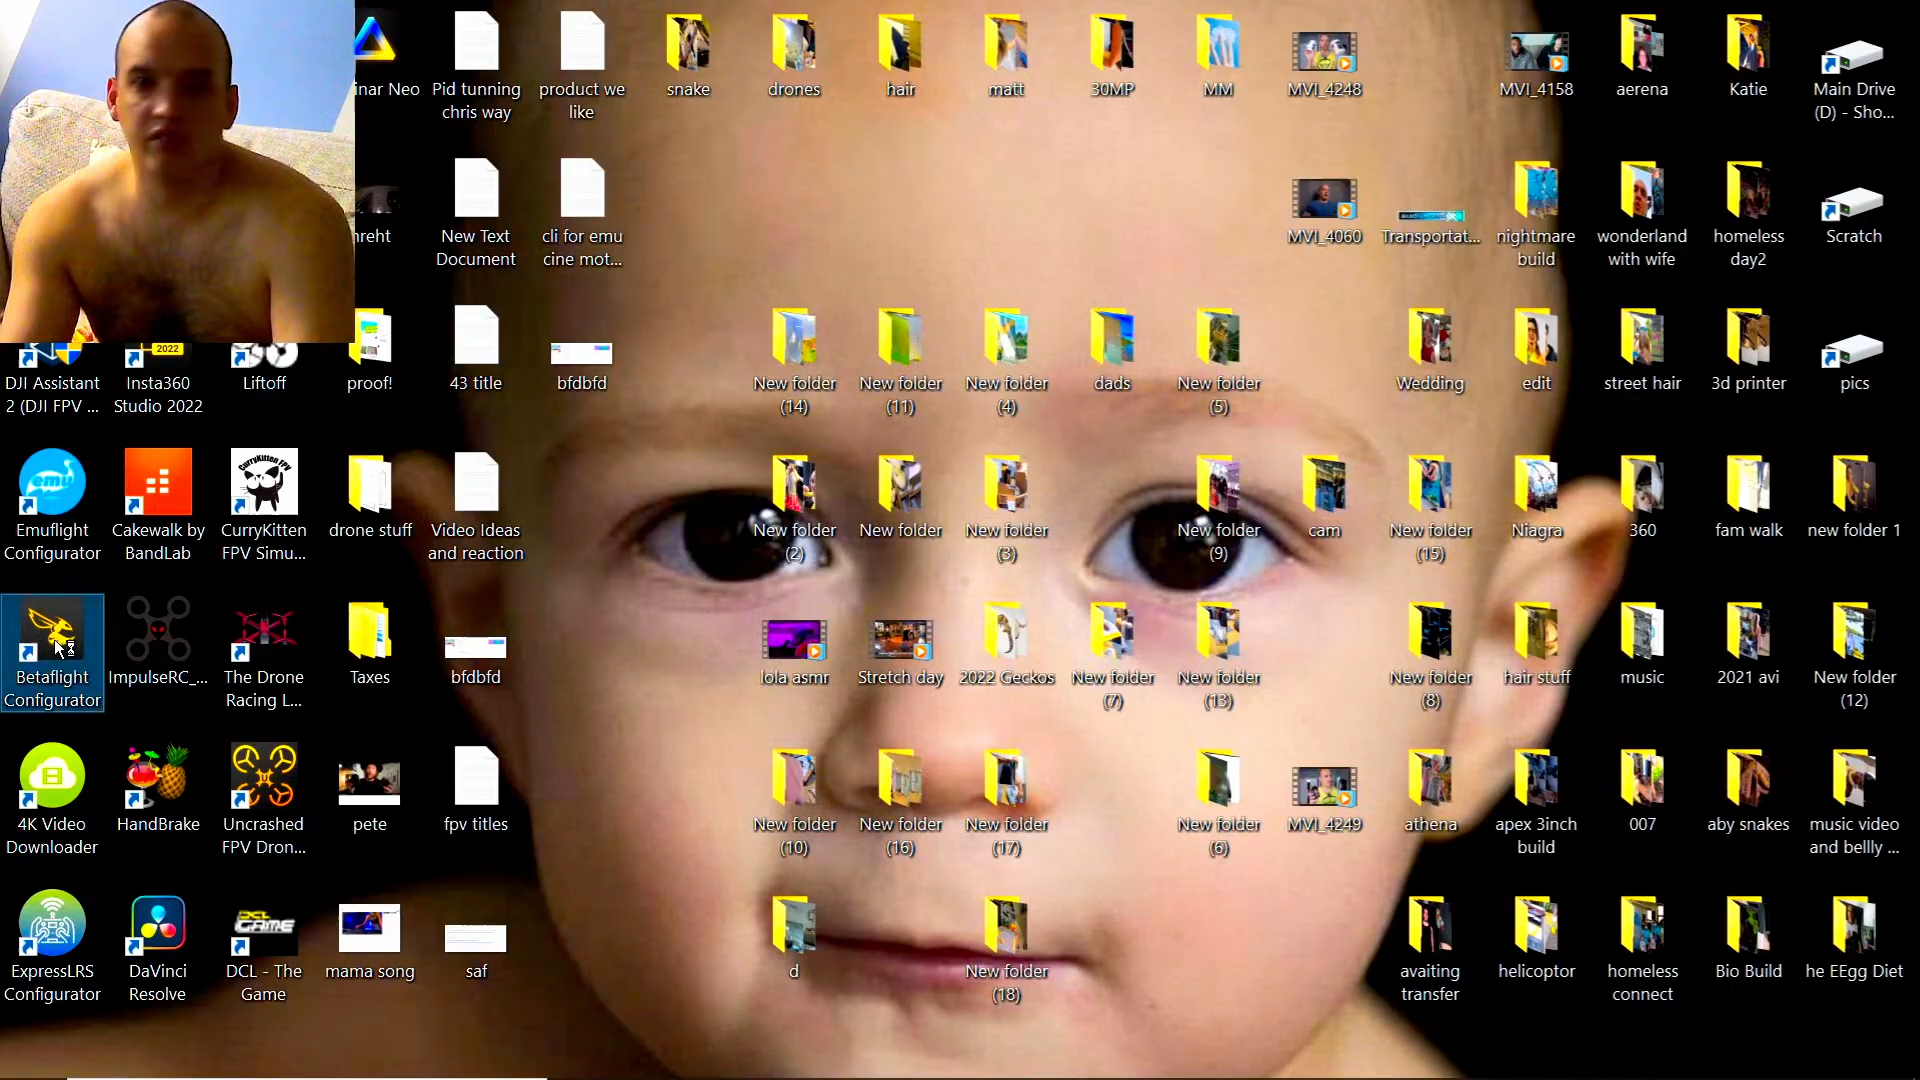 inar Neo
Pid tunning
chris way
product we
like
snake
drones
hair
matt
30MP
MM
MVI_4248
MVI_4158
aerena
Katie
Main Drive
(D) - Sho...
reht
New Text
Document
cli for emu
cine mot...
MVI_4060
Transportat...
nightmare
build
wonderland
with wife
homeless
day2
Scratch
2022
DJI Assistant
2 (DJI FPV ...
Insta360
Studio 2022
Liftoff
proof!
43 title
bfdbfd
New folder
(14)
New folder
(11)
New folder
(4)
dads
New folder
(5)
Wedding
edit
street hair
3d printer
pics
emu
CurryKitten FPV
Emuflight
Configurator
Cakewalk by
BandLab
CurryKitten
FPV Simu...
drone stuff
Video Ideas
and reaction
New folder
(2)
New folder
New folder
(3)
New folder
(9)
cam
New folder
(15)
Niagra
360
fam walk
new folder 1
Betaflight
Configurator
ImpulseRC_...
The Drone
Racing L...
Taxes
bfdbfd
lola asmr
Stretch day
2022 Geckos
New folder
(7)
New folder
(13)
New folder
(8)
hair stuff
music
2021 avi
New folder
(12)
4K Video
Downloader
HandBrake
Uncrashed
FPV Dron...
pete
fpv titles
New folder
(10)
New folder
(16)
New folder
(17)
New folder
(6)
MVI_4249
athena
apex 3inch
build
007
aby snakes
music video
and bellly ...
DCL
GAME
ExpressLRS
Configurator
DaVinci
Resolve
DCL - The
Game
mama song
saf
d
New folder
(18)
avaiting
transfer
helicoptor
homeless
connect
Bio Build
he EEgg Diet